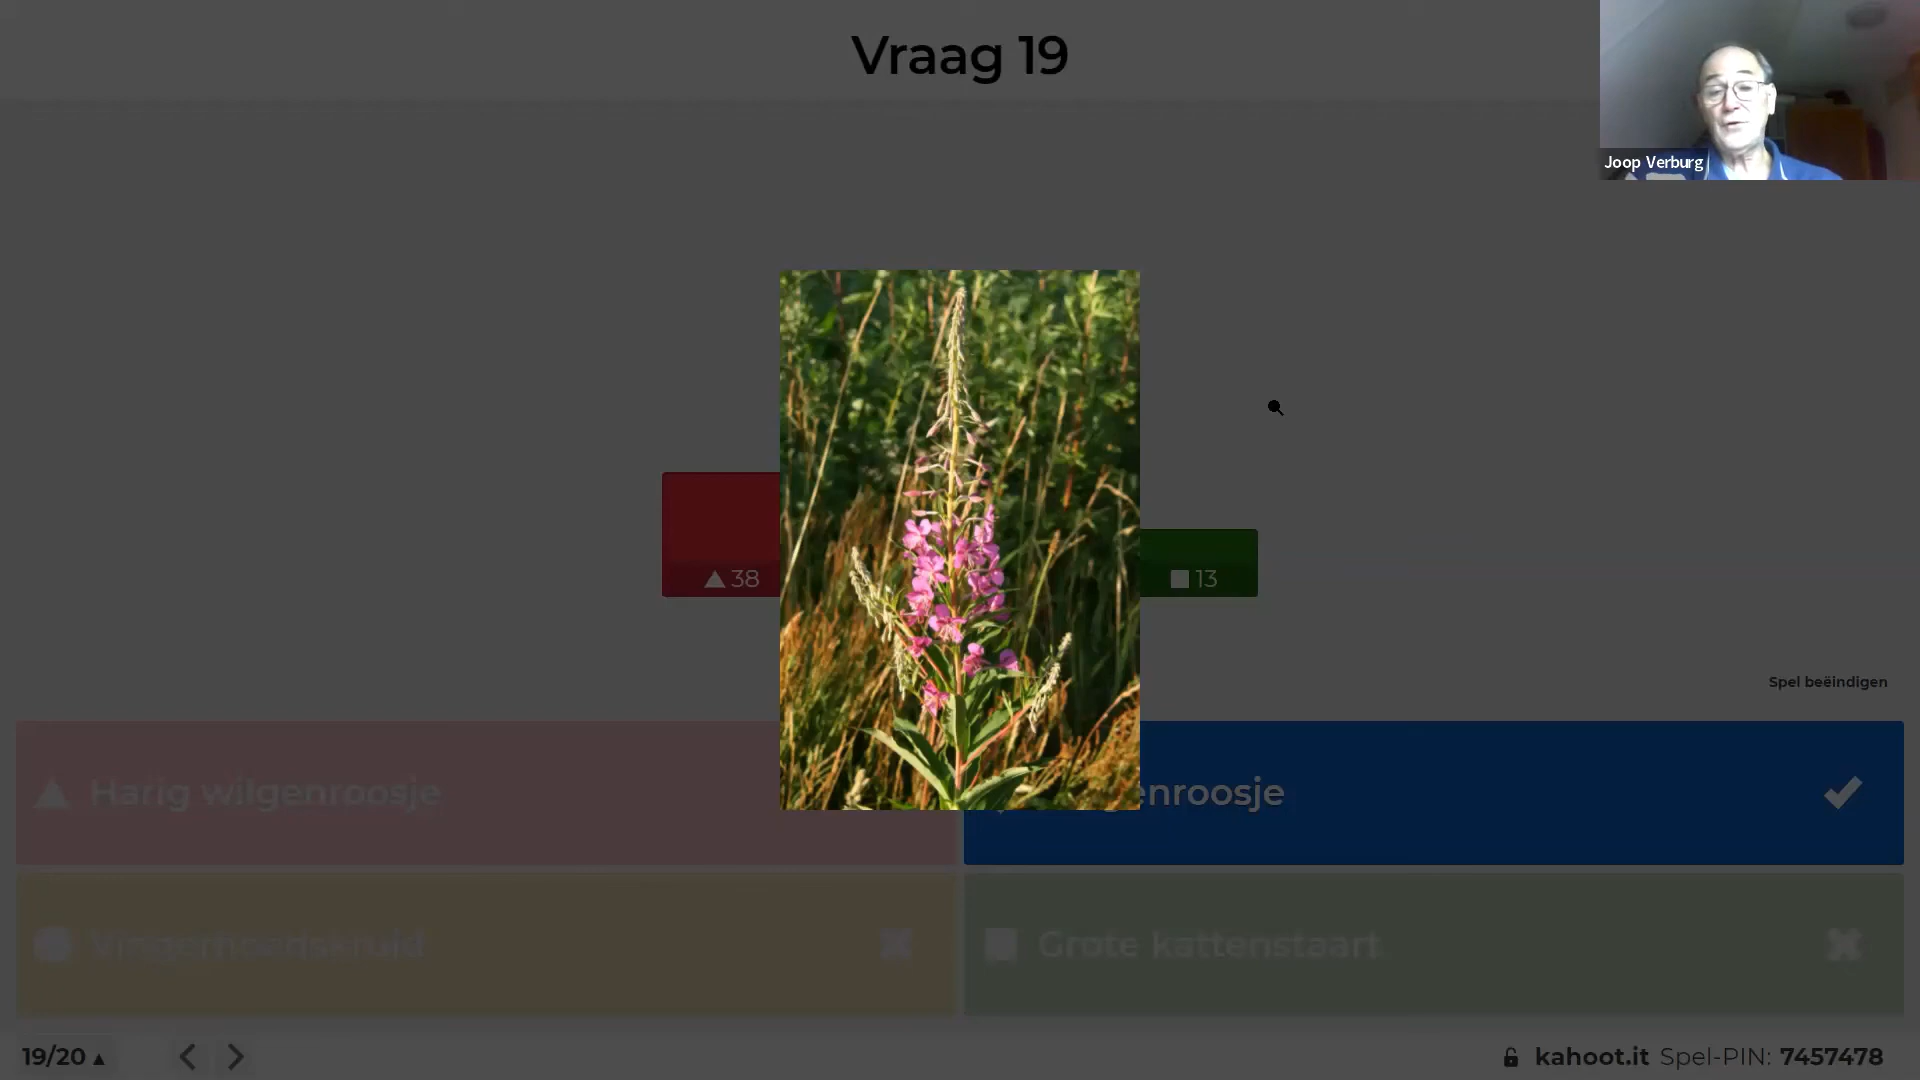 Vraag 19
Joop Verburg
38
13
Spel beëindigen
Harig wilgenroosje
enroosje
Vingerhoedskruid
Grote kattenstaart
19/20
kahoot.it Spel-PIN: 7457478